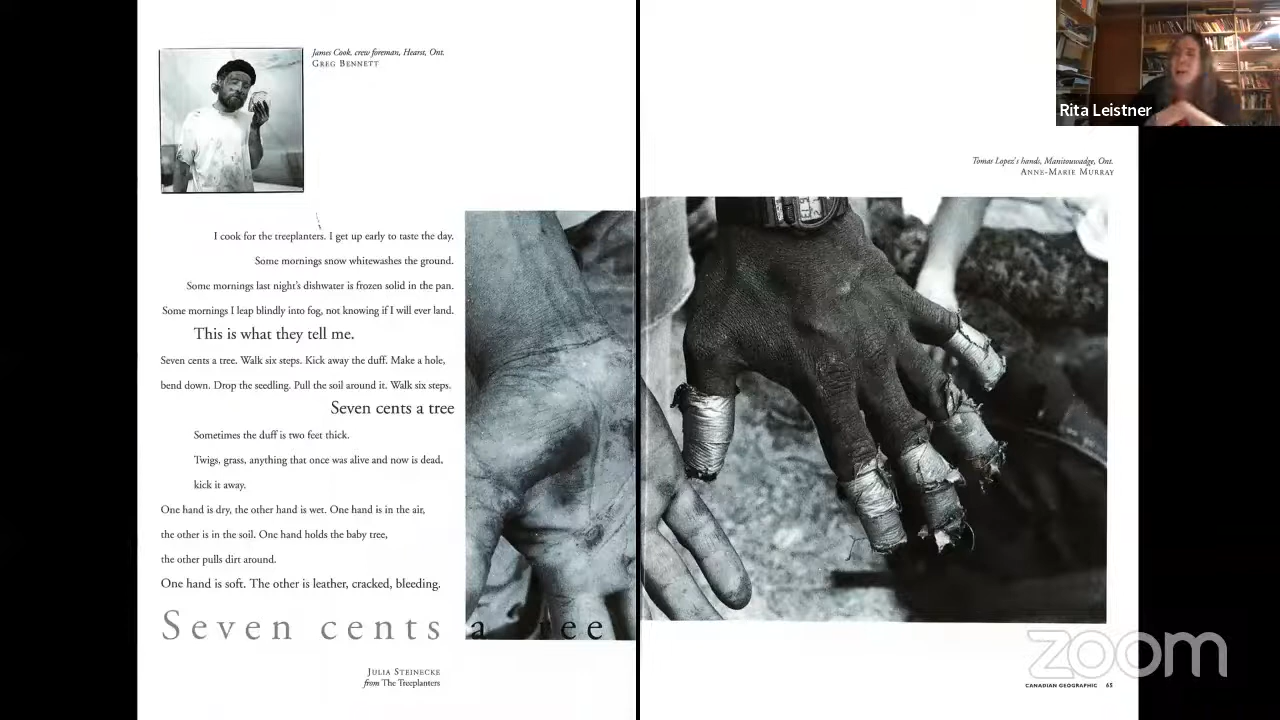 James Cook, crew foreman, Hearst, Ont.
GREG BENNETT
Rita Leistner
Tomas Lopez's hands, Manitouwadge, Ont.
ANNE-MARIE MURRAY
I cook for the treeplanters. I get up early to taste the day.
Some mornings snow whitewashes the ground.
Some mornings last night's dishwater is frozen solid in the pan.
Some mornings I leap blindly into fog, not knowing if I will ever land.
This is what they tell me.
Seven cents a tree. Walk six steps. Kick away the duff. Make a hole,
bend down. Drop the seedling. Pull the soil around it. Walk six steps.
Seven cents a tree
Sometimes the duff is two feet thick.
Twigs, grass, anything that once was alive and now is dead,
kick it away.
One hand is dry, the other hand is wet. One hand is in the air,
the other is in the soil. One hand holds the baby tree,
the other pulls dirt around.
One hand is soft. The other is leather, cracked, bleeding.
Seven cents a tree
JULIA STEINECKE
from The Treeplanters
zoom
CANADIAN GEOGRAPHIC 65